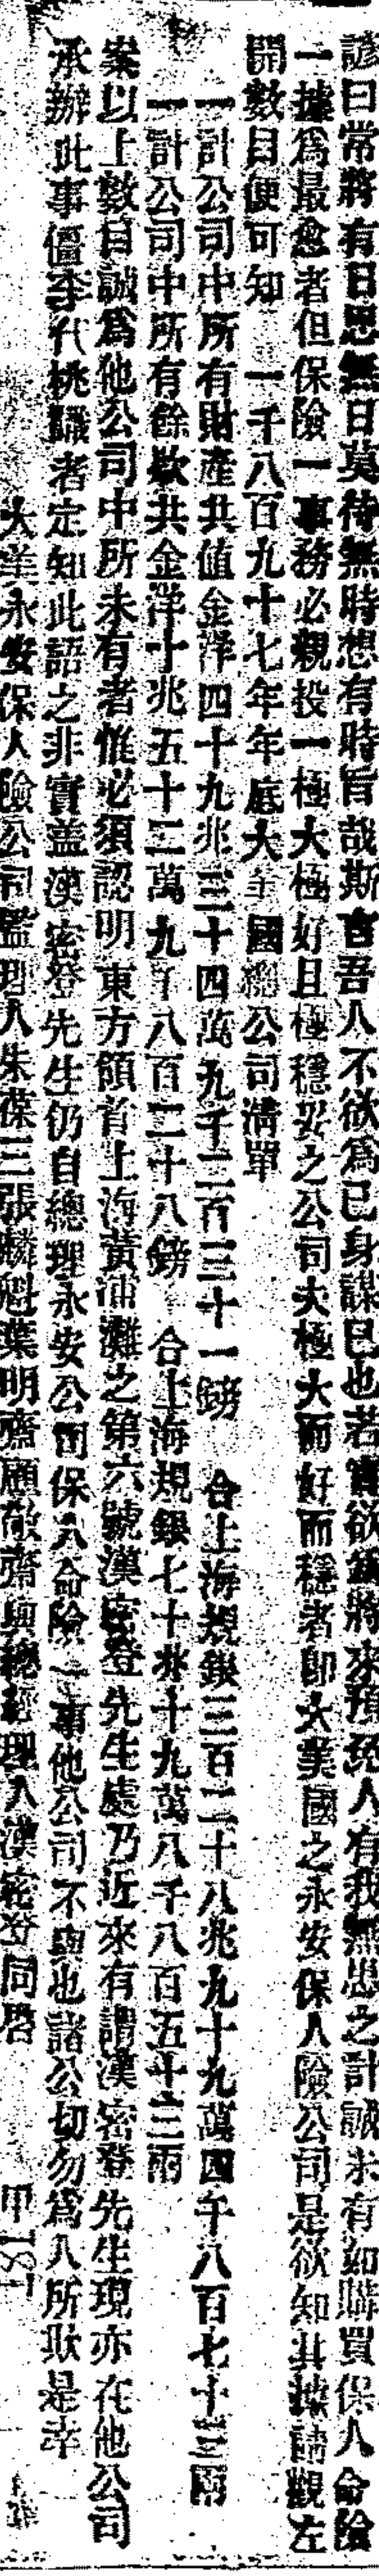 諺曰常將有日思無日莫待無時想有時旨哉斯言吾人不欲爲已身謀已也若實欲謀將來預免人有我無患之計誠未有如購買保人命險
一據爲最愈者但保險一事務必親投一極大極好且極穩妥之公司夫極大而好而穩者即大美國之永安保人險公司是欲知其據請觀左
開數目便可知　一千八百九十七年年底大美國總公司清單
一計公司中所有財產共値金洋四十九兆三十四萬九千二百三十一鎊　合上海規銀三百二十八兆九十九萬四千八百七十三兩
一計公司中所有餘欵共金洋十兆五十二萬九千八百二十八鎊　合上海規銀七十兆十九萬八千八百五十三兩
案以上數目誠爲他公司中所未有者惟必須認明東方領首上海黃浦灘之第六號漢密登先生處乃近來有謂漢密登先生現亦在他公司
承辦此事僵李代桃識者定知此語之非實蓋漢密登先生仍自總理永安公司保人命險一事他公司不與也諸公切勿爲人所欺是幸
大美永安保人險公司監理人朱葆三張麟魁葉明齋顧敬齋與總經理人漢密登同啓　甲